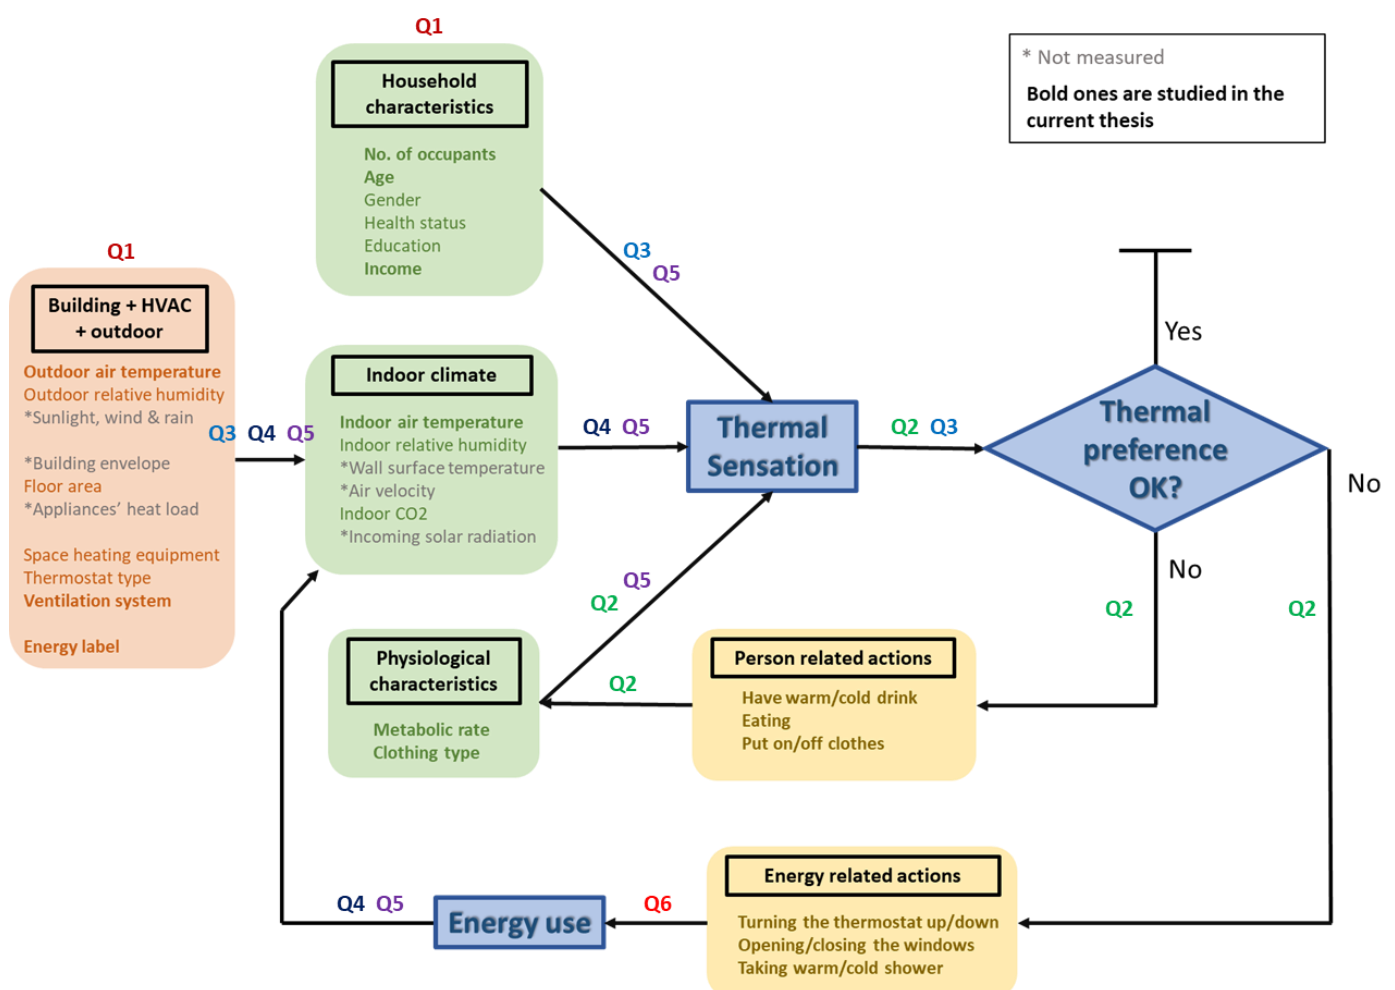 Q1
Household
characteristics
No. of occupants
Age
Gender
Health status
Education
Income
* Not measured
Bold ones are studied in the
current thesis
Q1
Building + HVAC
+ outdoor
Outdoor air temperature
Outdoor relative humidity
*Sunlight, wind & rain
*Building envelope
Floor area
*Appliances' heat load
Space heating equipment
Thermostat type
Ventilation system
Energy label
Q3 Q4 Q5
Indoor climate
Indoor air temperature
Indoor relative humidity
*Wall surface temperature
*Air velocity
Indoor CO2
*Incoming solar radiation
Q3
Q5
Q4 Q5
Thermal
Sensation
Q2 Q3
Thermal
preference
OK?
Yes
No
No
Q2
Q2
Q5
Q2
Physiological
characteristics
Metabolic rate
Clothing type
Q2
Person related actions
Have warm/cold drink
Eating
Put on/off clothes
Energy related actions
Turning the thermostat up/down
Opening/closing the windows
Taking warm/cold shower
Q6
Energy use
Q4 Q5